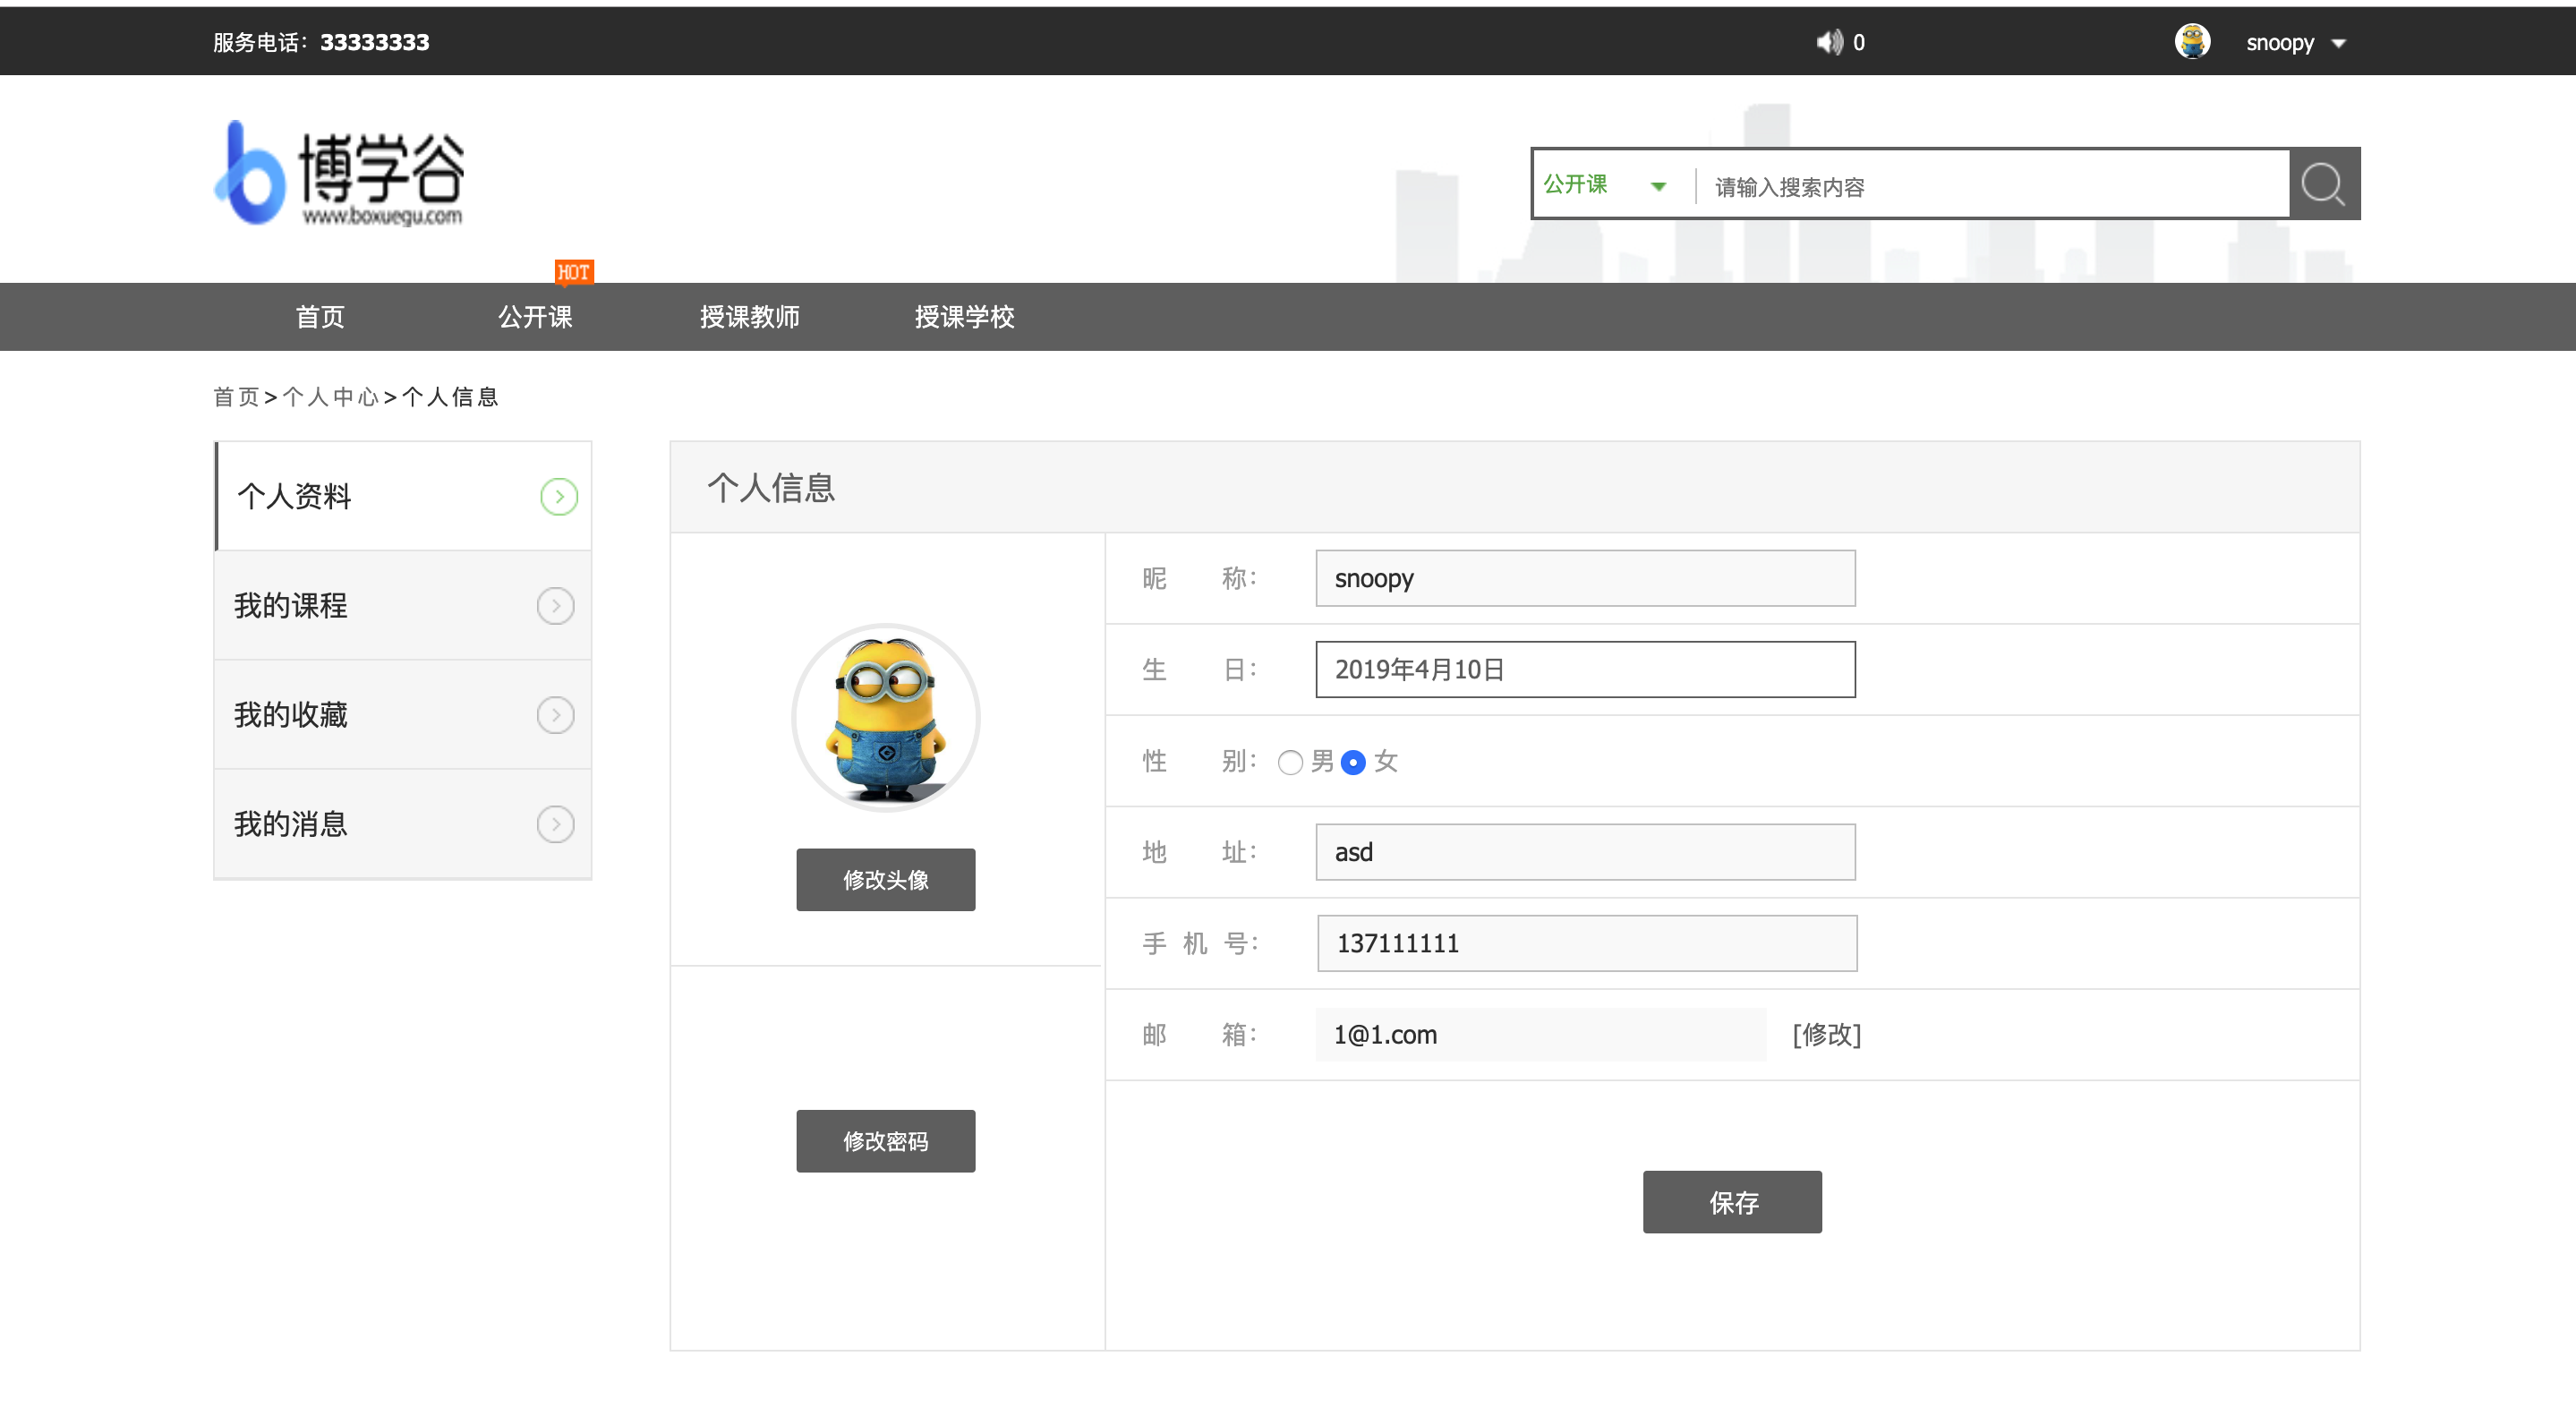 服务电话：33333333
0
snoopy
博学谷
www.boxuegu.com
公开课
请输入搜索内容
HOT
首页
公开课
授课教师
授课学校
首页>个人中心>个人信息
个人资料
我的课程
我的收藏
我的消息
个人信息
修改头像
修改密码
昵 称： snoopy
生 日： 2019年4月10日
性 别： 男 女
地 址： asd
手 机 号： 137111111
邮 箱： 1@1.com [修改]
保存